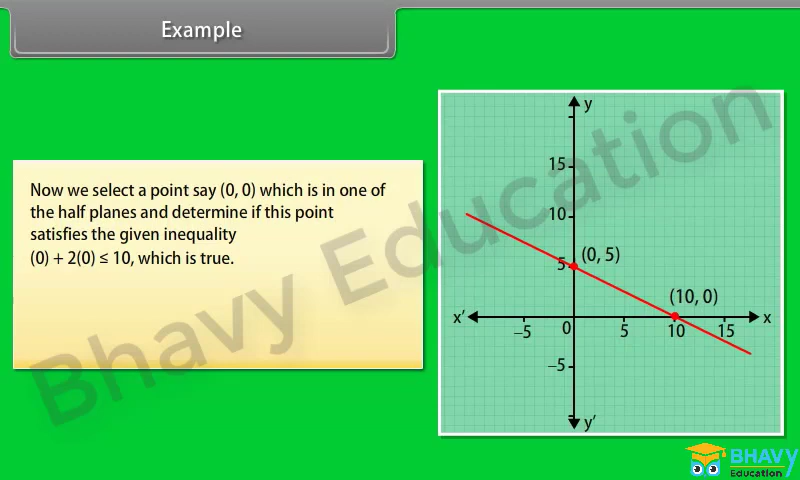 Example
Now we select a point say (0, 0) which is in one of
the half planes and determine if this point
satisfies the given inequality
(0) + 2(0) ≤ 10, which is true.
y
15
10
5
(0, 5)
(10, 0)
x′
−5
0
5
10
15
x
−5
y′
Bhavy Education
BHAVY
Education